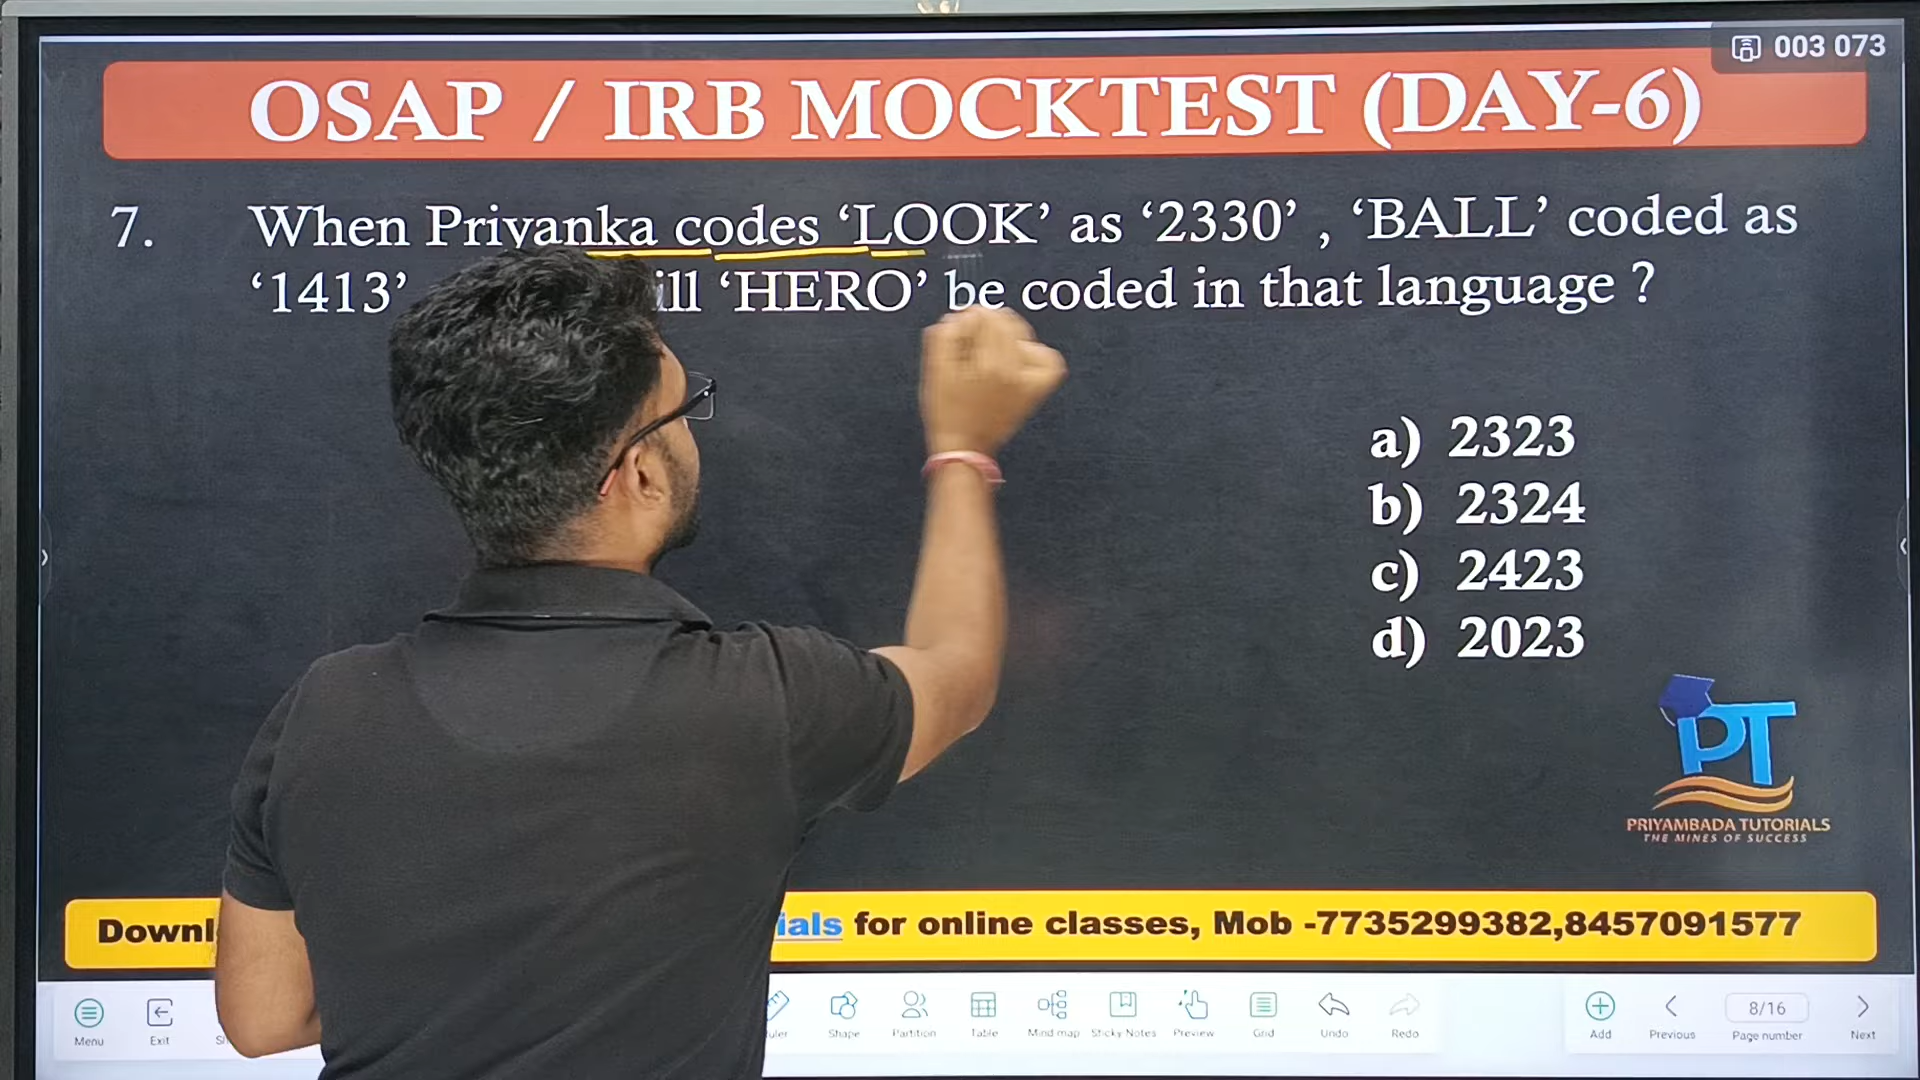 003 073
OSAP / IRB MOCKTEST (DAY-6)
7. When Priyanka codes ‘LOOK’ as ‘2330’ , ‘BALL’ coded as
‘1413’ ill ‘HERO’ be coded in that language ?
a) 2323
b) 2324
c) 2423
d) 2023
PT
PRIYAMBADA TUTORIALS
THE MINES OF SUCCESS
Downl ials for online classes, Mob -7735299382,8457091577
Menu Exit Sh uler Shape Partition Table Mind map Sticky Notes Preview Grid Undo Redo Add Previous 8/16 Page number Next